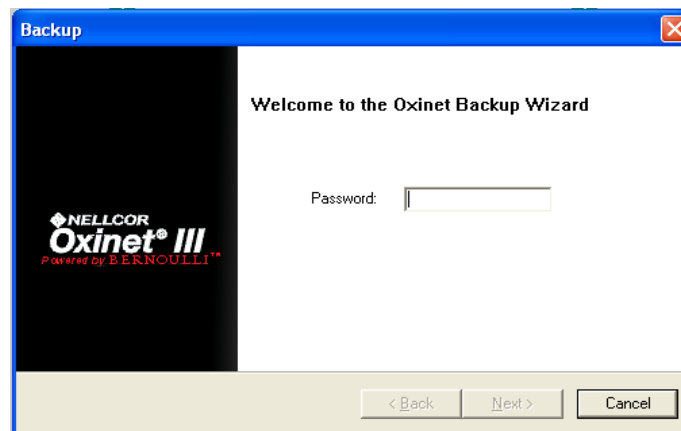 Backup
Welcome to the Oxinet Backup Wizard
Password:
NELLCOR
Oxinet® III
Powered by BERNOULLI™
< Back Next > Cancel